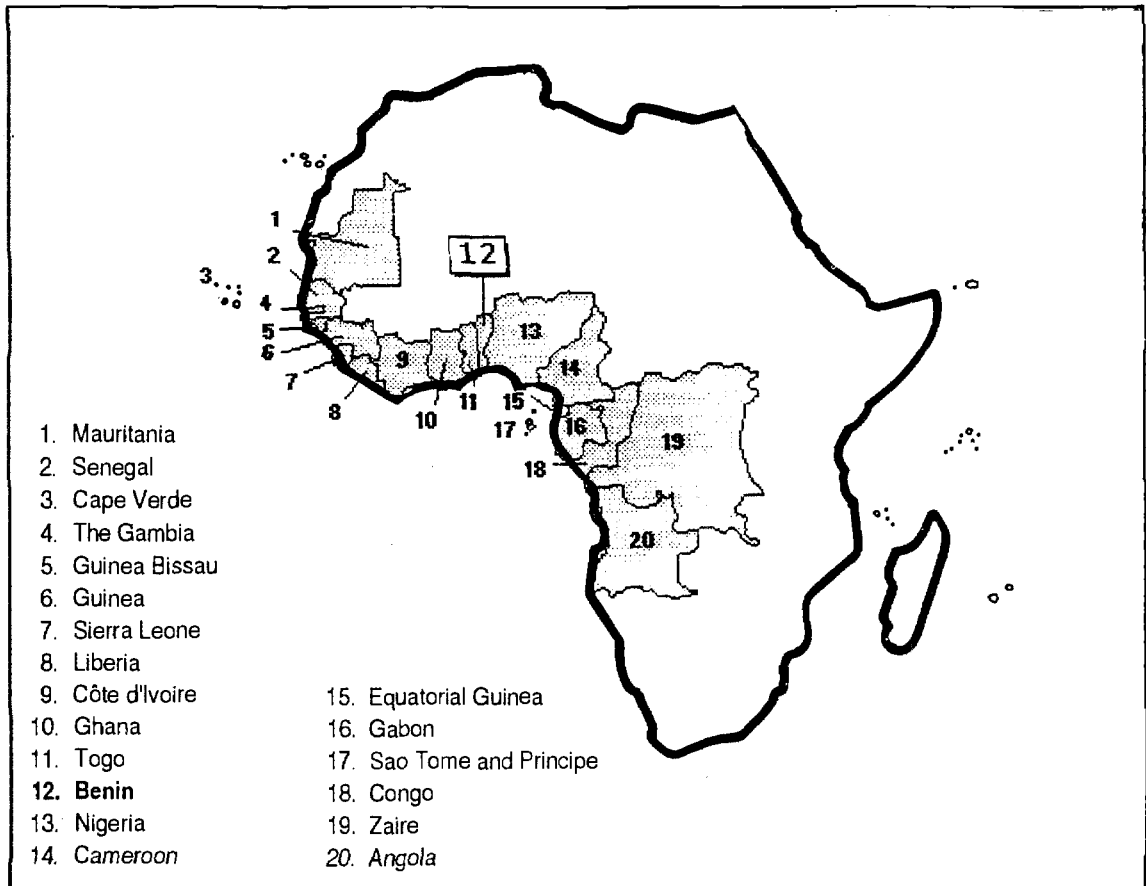 1
2
3
4
5
6
7
8
9
10
11
12
13
14
15
16
17
18
19
20
1. Mauritania
2. Senegal
3. Cape Verde
4. The Gambia
5. Guinea Bissau
6. Guinea
7. Sierra Leone
8. Liberia
9. Côte d'Ivoire
10. Ghana
11. Togo
12. Benin
13. Nigeria
14. Cameroon
15. Equatorial Guinea
16. Gabon
17. Sao Tome and Principe
18. Congo
19. Zaire
20. Angola